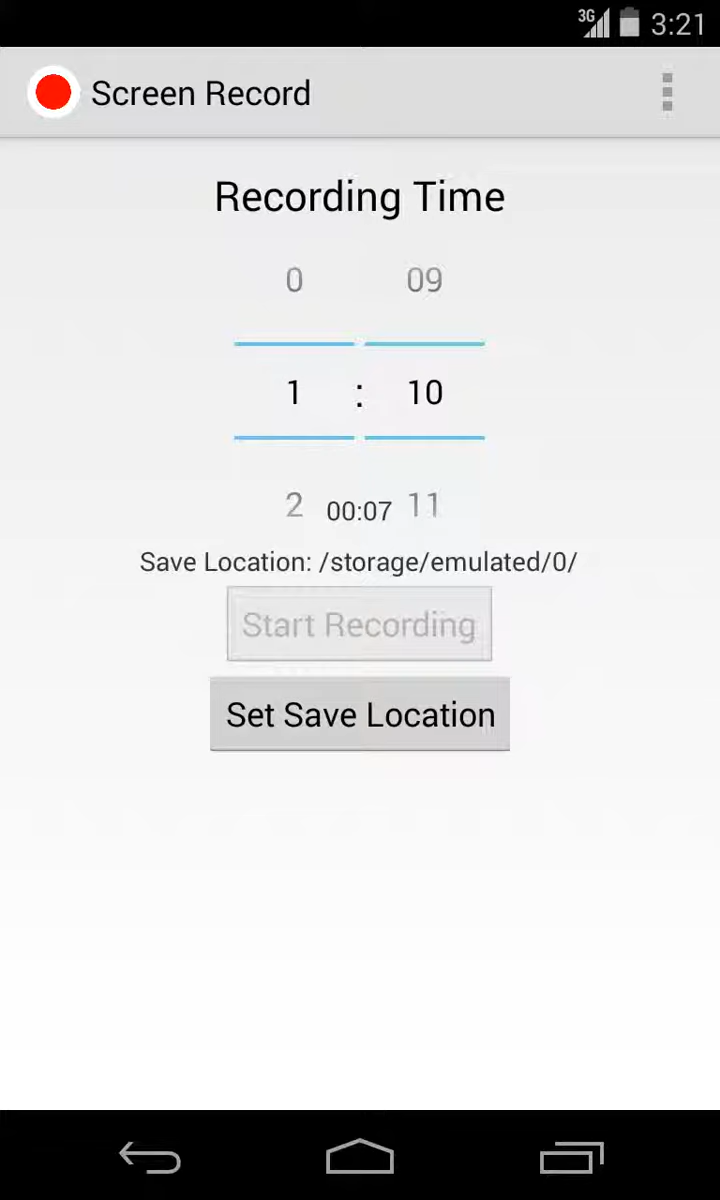 3G 3:21
Screen Record
Recording Time
0 09
1 : 10
2 00:07 11
Save Location: /storage/emulated/0/
Start Recording
Set Save Location